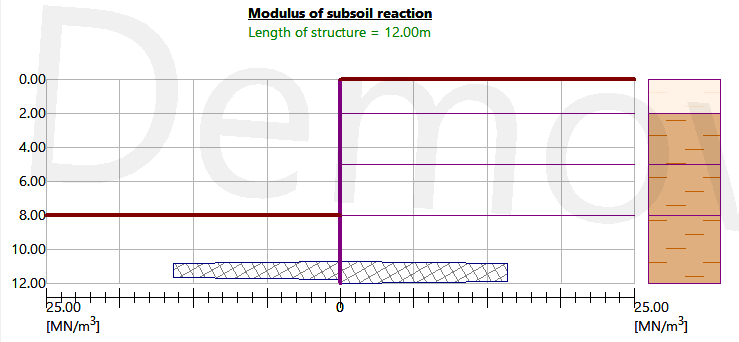 Modulus of subsoil reaction
Length of structure = 12.00m
0.00
2.00
4.00
6.00
8.00
10.00
12.00
25.00 0 25.00
[MN/m³] [MN/m³]
Demov